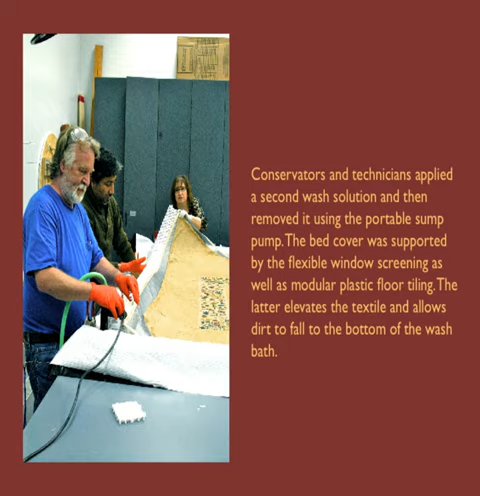 Conservators and technicians applied
a second wash solution and then
removed it using the portable sump
pump. The bed cover was supported
by the flexible window screening as
well as modular plastic floor tiling. The
latter elevates the textile and allows
dirt to fall to the bottom of the wash
bath.